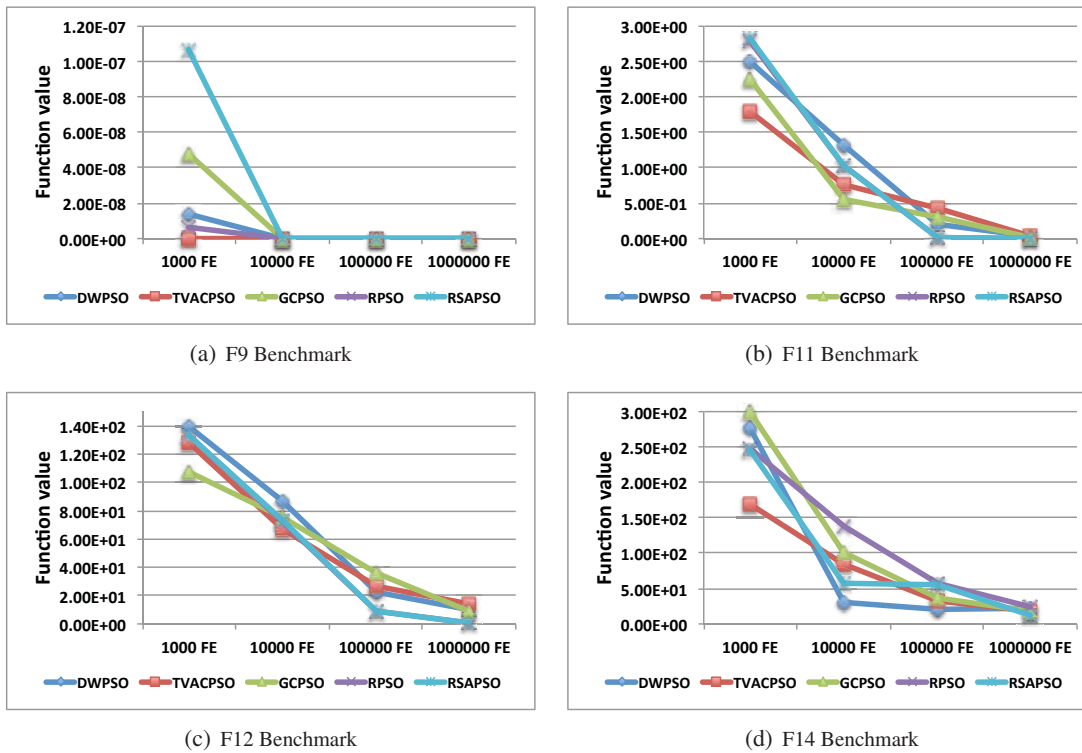 1.20E-07
1.00E-07
8.00E-08
6.00E-08
4.00E-08
2.00E-08
0.00E+00
Function value
1000 FE 10000 FE 100000 FE 1000000 FE
DWPSO TVACPSO GCPSO RPSO RSAPSO
(a) F9 Benchmark
3.00E+00
2.50E+00
2.00E+00
1.50E+00
1.00E+00
5.00E-01
0.00E+00
Function value
1000 FE 10000 FE 100000 FE 1000000 FE
DWPSO TVACPSO GCPSO RPSO RSAPSO
(b) F11 Benchmark
1.40E+02
1.20E+02
1.00E+02
8.00E+01
6.00E+01
4.00E+01
2.00E+01
0.00E+00
Function value
1000 FE 10000 FE 100000 FE 1000000 FE
DWPSO TVACPSO GCPSO RPSO RSAPSO
(c) F12 Benchmark
3.00E+02
2.50E+02
2.00E+02
1.50E+02
1.00E+02
5.00E+01
0.00E+00
Function value
1000 FE 10000 FE 100000 FE 1000000 FE
DWPSO TVACPSO GCPSO RPSO RSAPSO
(d) F14 Benchmark